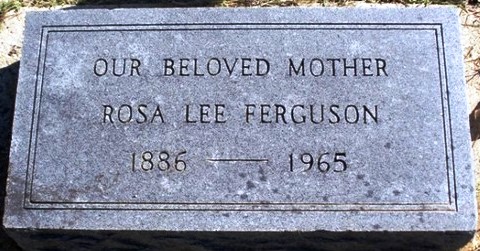 OUR BELOVED MOTHER
ROSA LEE FERGUSON
1886 — 1965